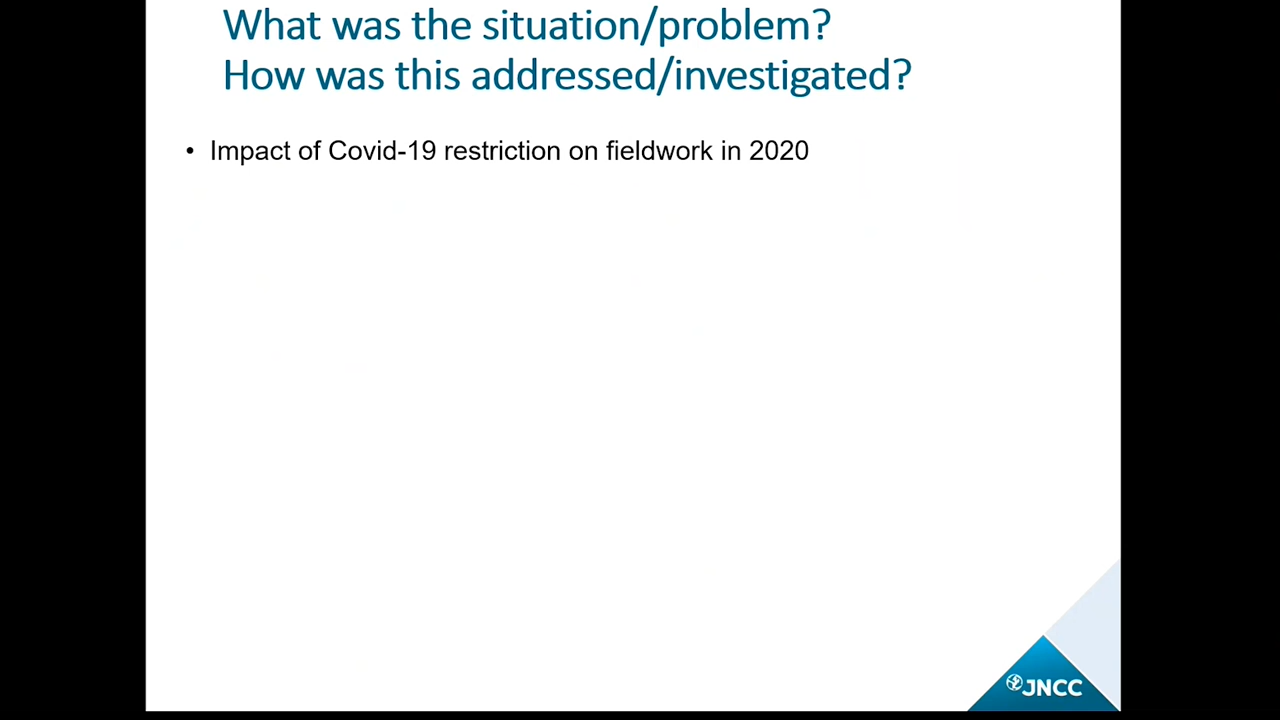 What was the situation/problem?
How was this addressed/investigated?
• Impact of Covid-19 restriction on fieldwork in 2020
JNCC